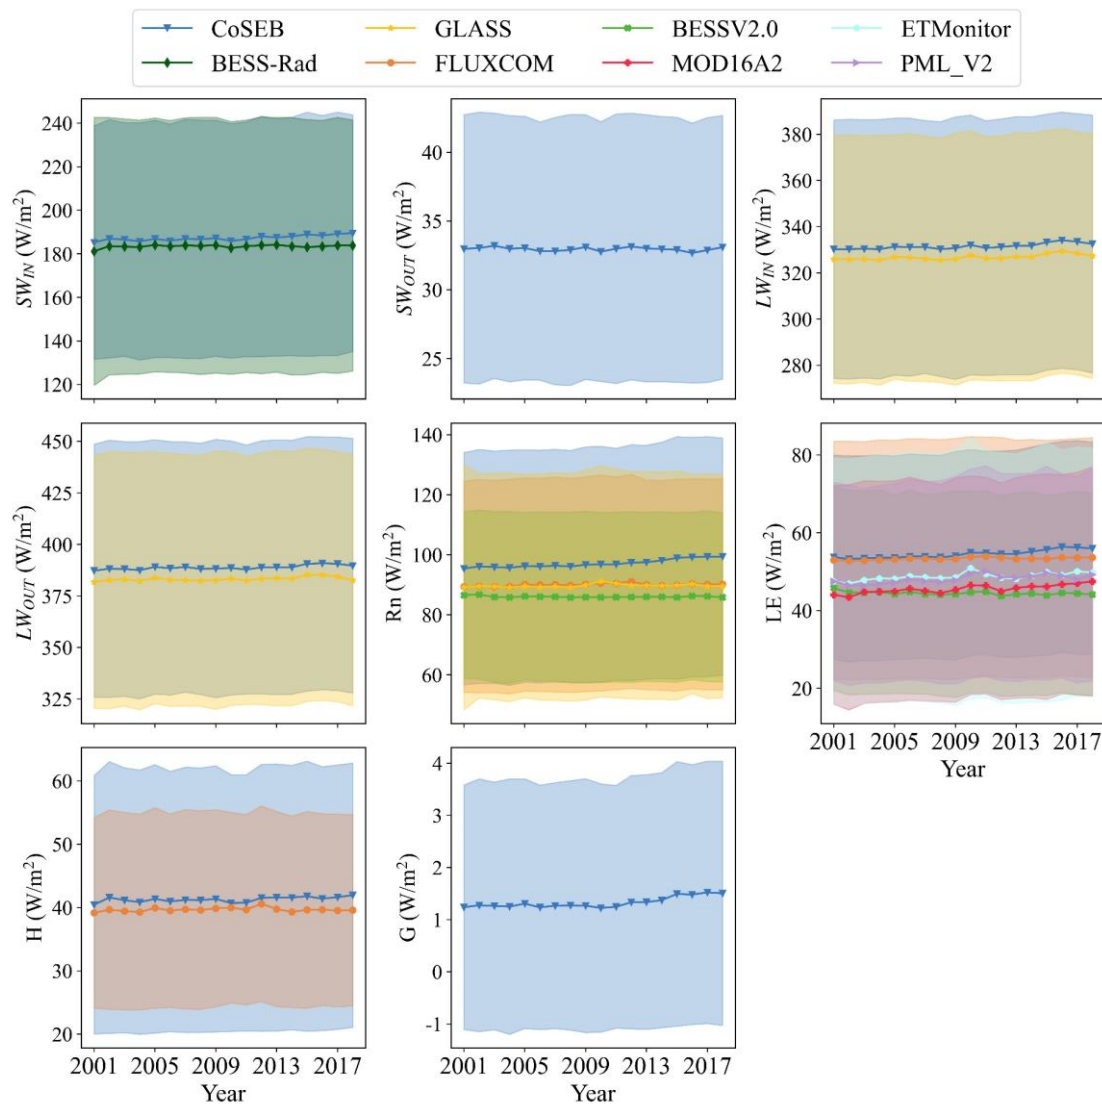 CoSEB GLASS BESSV2.0 ETMonitor
BESS-Rad FLUXCOM MOD16A2 PML_V2
SW_IN (W/m²)
240
220
200
180
160
140
120
SW_OUT (W/m²)
40
35
30
25
LW_IN (W/m²)
380
360
340
320
300
280
LW_OUT (W/m²)
450
425
400
375
350
325
Rn (W/m²)
140
120
100
80
60
LE (W/m²)
80
60
40
20
2001 2005 2009 2013 2017
Year
H (W/m²)
60
50
40
30
20
2001 2005 2009 2013 2017
Year
G (W/m²)
4
3
2
1
0
-1
2001 2005 2009 2013 2017
Year